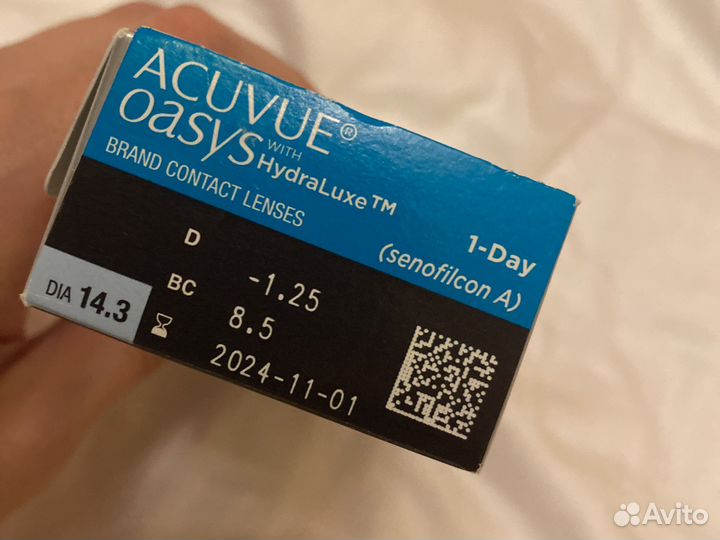 ACUVUE®
oasys WITH
HydraLuxe™
BRAND CONTACT LENSES
1-Day
(senofilcon A)
D -1.25
BC 8.5
2024-11-01
DIA 14.3
Avito